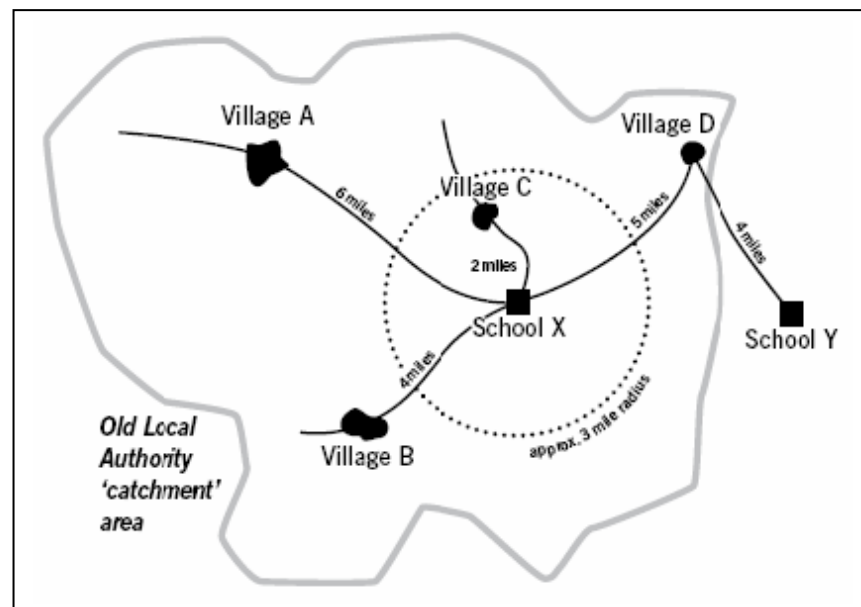 Village A
Village D
6 miles
Village C
5 miles
4 miles
2 miles
School X
School Y
4 miles
approx. 3 mile radius
Village B
Old Local
Authority
‘catchment’
area